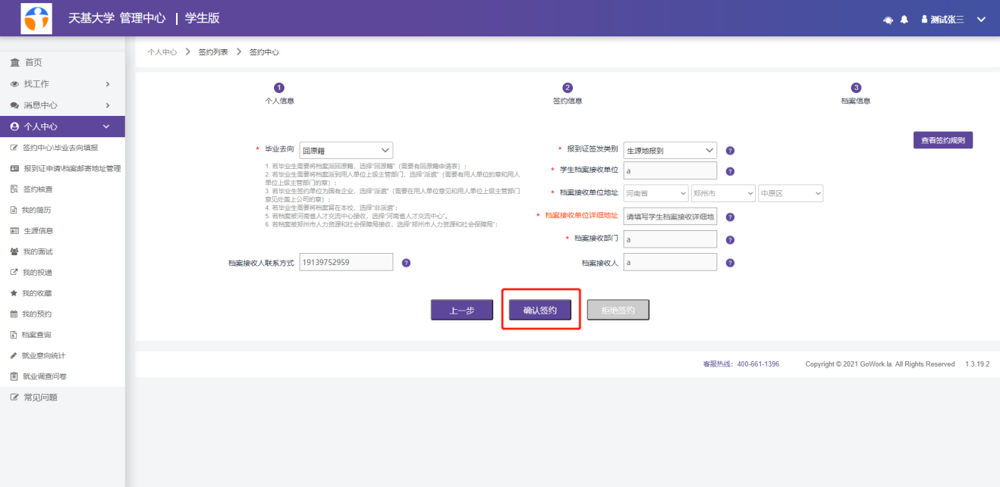 天基大学 管理中心 | 学生版
测试张三
首页
找工作
消息中心
个人中心
签约中心\毕业去向填报
报到证申请\档案邮寄地址管理
签约核查
我的简历
生源信息
我的面试
我的投递
我的收藏
我的预约
档案查询
就业意向统计
就业调查问卷
常见问题
个人中心 > 签约列表 > 签约中心
1
个人信息
2
签约信息
3
档案信息
查看签约规则
* 毕业去向 回原籍
1. 若毕业生需要将档案派回原籍，选择“回原籍”（需要有回原籍申请表）;
2. 若毕业生需要将档案派到用人单位上级主管部门，选择“派遣”（需要有用人单位的章和用人
单位上级主管部门的章）;
3. 若毕业生签约单位为国有企业，选择“派遣”（需要在用人单位意见和用人单位上级主管部门
意见处盖上公司的章）;
4. 若毕业生需要将档案留在本校，选择“非派遣”;
5. 若档案被河南省人才交流中心接收，选择“河南省人才交流中心”。
6. 若档案被郑州市人力资源和社会保障局接收，选择“郑州市人力资源和社会保障局”;
* 报到证签发类别 生源地报到 ?
* 学生档案接收单位 a ?
* 档案接收单位地址 河南省 郑州市 中原区
* 档案接收单位详细地址 请填写学生档案接收详细地 ?
* 档案接收部门 a ?
档案接收人联系方式 19139752959 ?
档案接收人 a ?
上一步 确认签约 拒绝签约
客服热线：400-661-1396 Copyright © 2021 GoWork.la. All Rights Reserved 1.3.19.2